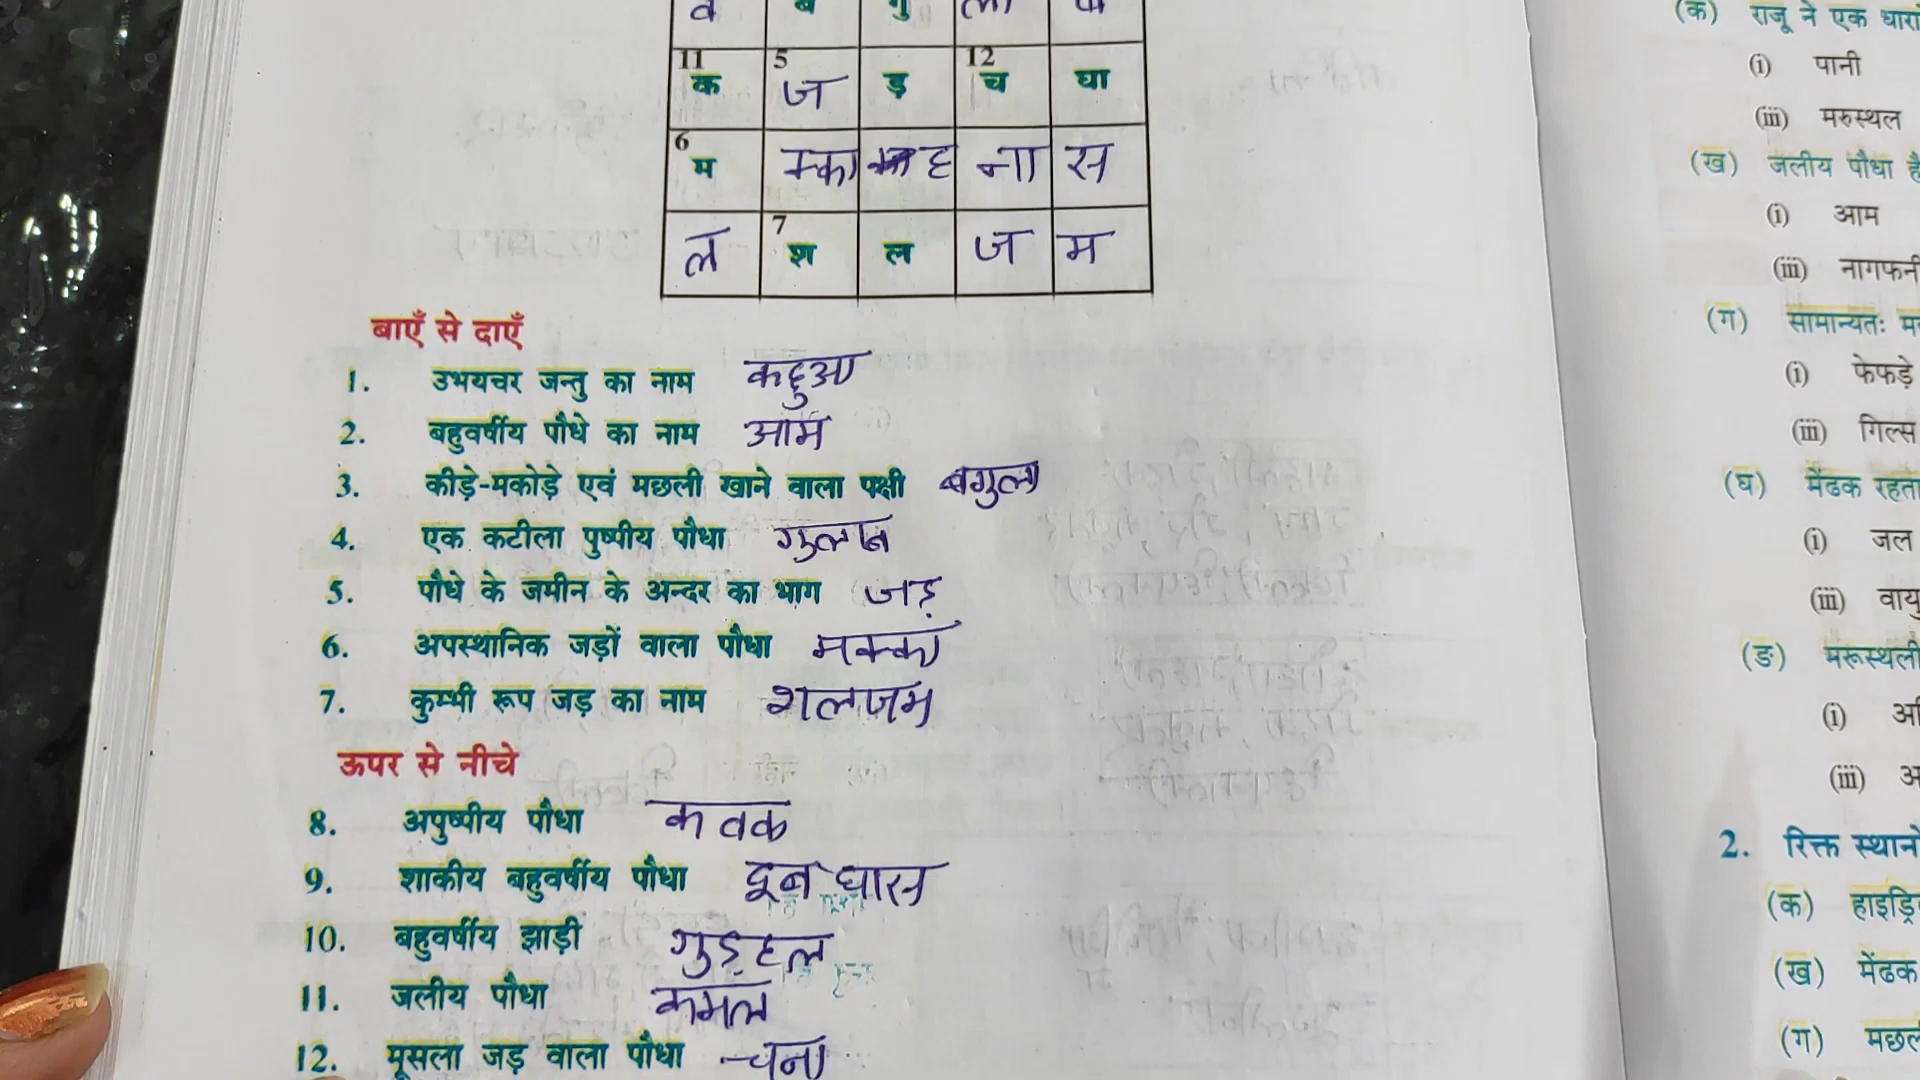 व ब गु ला
11 क 5 ज ड़ 12 च घा
6 म क्का ह ना स
ल 7 श ल ज म
बाएँ से दाएँ
1. उभयचर जन्तु का नाम कछुआ
2. बहुवर्षीय पौधे का नाम आम
3. कीड़े-मकोड़े एवं मछली खाने वाला पक्षी बगुला
4. एक कटीला पुष्पीय पौधा गुलाब
5. पौधे के जमीन के अन्दर का भाग जड़
6. अपस्थानिक जड़ों वाला पौधा मक्का
7. कुम्भी रूप जड़ का नाम शलजम
ऊपर से नीचे
8. अपुष्पीय पौधा कवक
9. शाकीय बहुवर्षीय पौधा दूब घास
10. बहुवर्षीय झाड़ी गुड़हल
11. जलीय पौधा कमल
12. मूसला जड़ वाला पौधा चना
(क) राजू ने एक
(i) पानी
(iii) मरुस्थल
(ख) जलीय पौधा
(i) आम
(iii) नागफनी
(ग) सामान्यतः
(i) फेफड़े
(iii) गिल्स
(घ) मेंढक रहता
(i) जल
(iii) वायु
(ङ) मरूस्थली
(i)
(iii)
2. रिक्त
(क)
(ख) मेंढक
(ग)